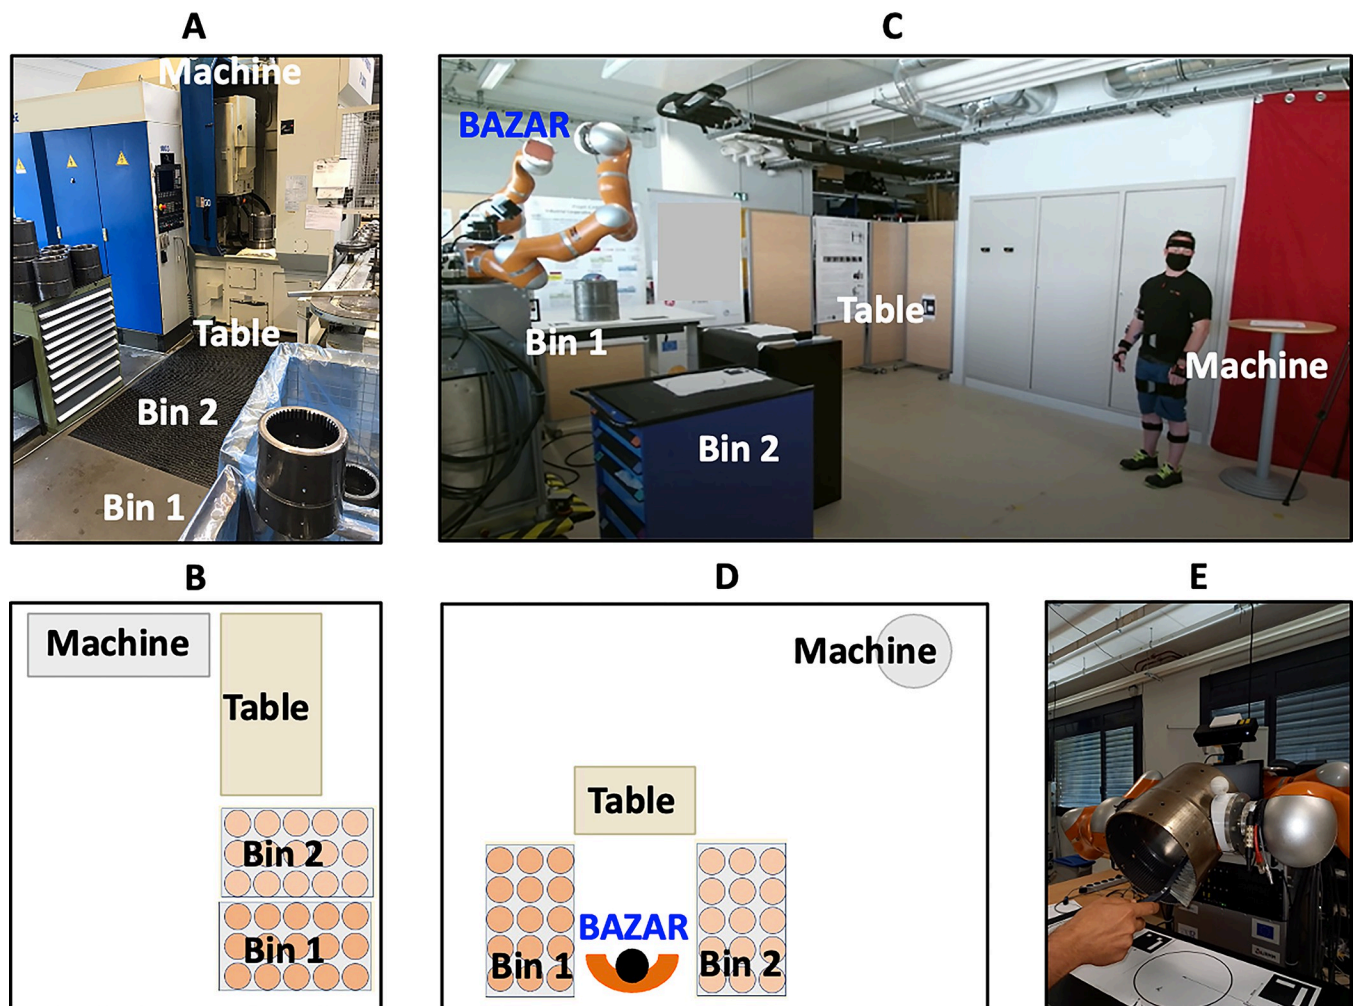 A
C
Machine
BAZAR
Table
Bin 1
Table
Machine
Bin 2
Bin 2
Bin 1
B
D
E
Machine
Machine
Table
Table
Bin 2
BAZAR
Bin 1
Bin 1
Bin 2